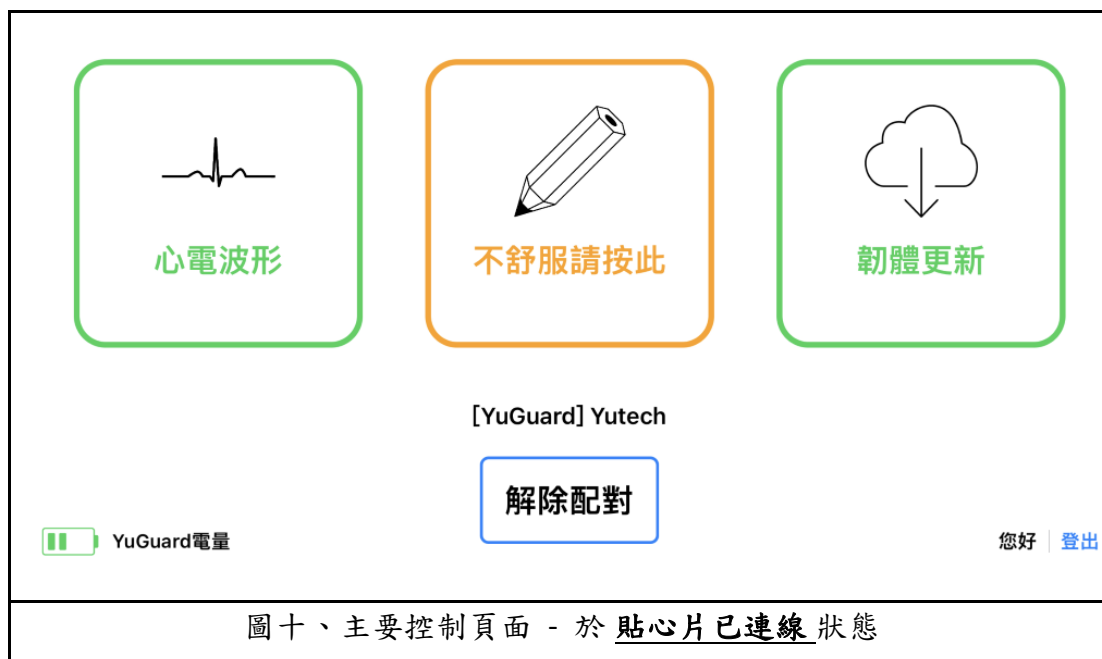 心電波形
不舒服請按此
韌體更新
[YuGuard] Yutech
解除配對
YuGuard電量
您好 登出
圖十、主要控制頁面 - 於 貼心片已連線 狀態